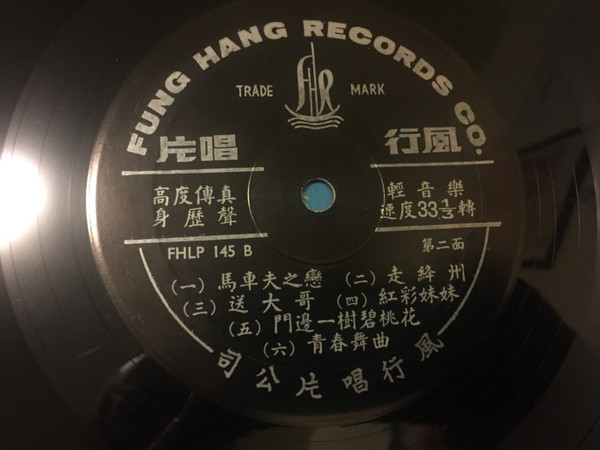 FUNG HANG RECORDS CO.
TRADE MARK
FHR
片唱 行風
高度傳真
身歷聲
輕音樂
速度33⅓轉
FHLP 145 B
第二面
(一) 馬車夫之戀 (二) 走絳州
(三) 送大哥 (四) 紅彩妹妹
(五) 門邊一樹碧桃花
(六) 青春舞曲
司公片唱行風